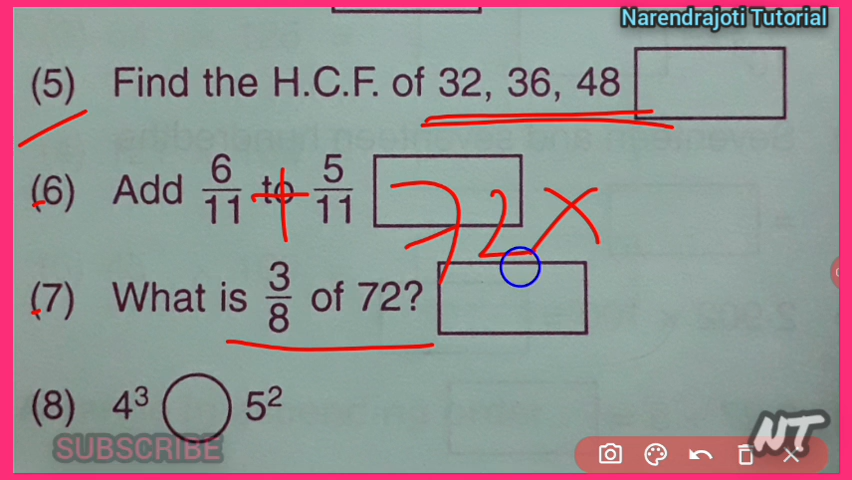 Narendrajoti Tutorial
(5) Find the H.C.F. of 32, 36, 48
(6) Add 6/11 to 5/11
72×
(7) What is 3/8 of 72?
(8) 4³ ○ 5²
SUBSCRIBE
NT